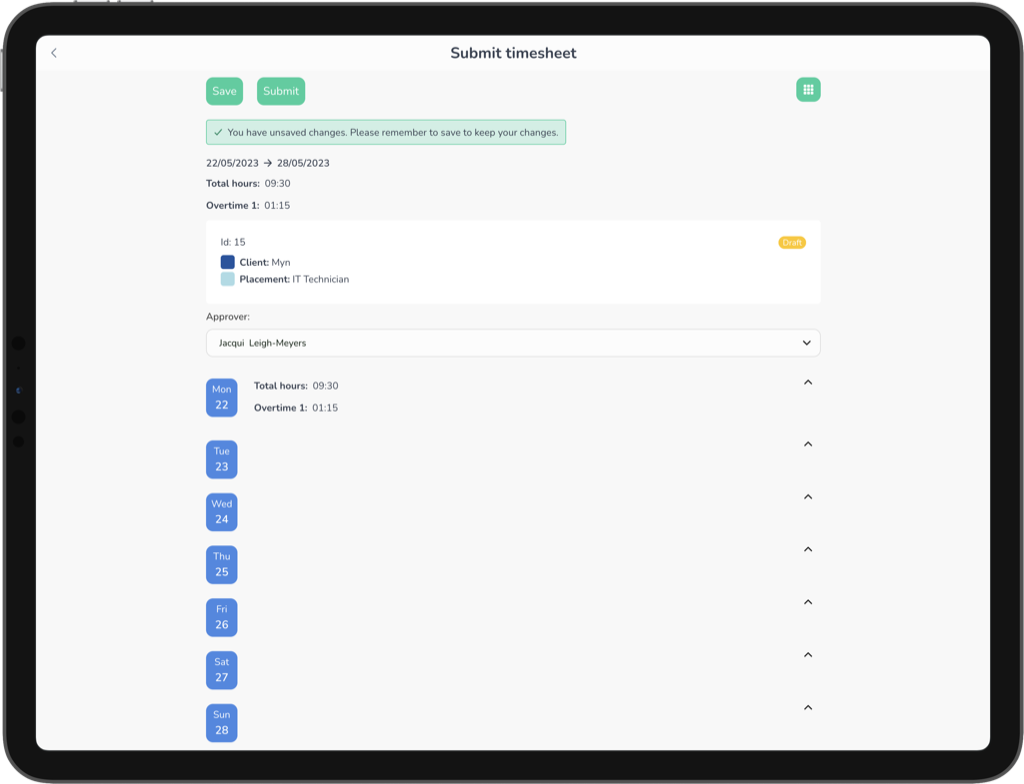 Submit timesheet
Save
Submit
You have unsaved changes. Please remember to save to keep your changes.
22/05/2023 → 28/05/2023
Total hours: 09:30
Overtime 1: 01:15
Id: 15
Draft
Client: Myn
Placement: IT Technician
Approver:
Jacqui Leigh-Meyers
Mon
22
Total hours: 09:30
Overtime 1: 01:15
Tue
23
Wed
24
Thu
25
Fri
26
Sat
27
Sun
28